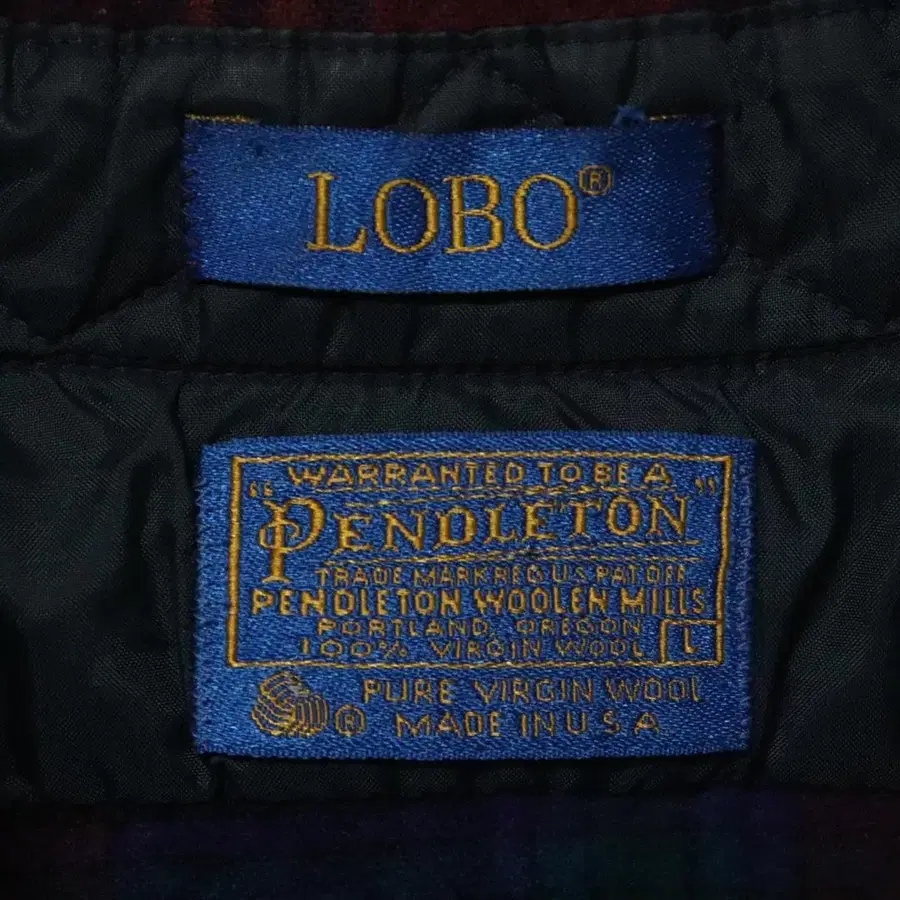 LOBO®
WARRANTED TO BE A
"PENDLETON"
TRADE MARK REG U.S. PAT. OFF.
PENDLETON WOOLEN MILLS
PORTLAND, OREGON
100% VIRGIN WOOL L
® PURE VIRGIN WOOL
MADE IN U.S.A